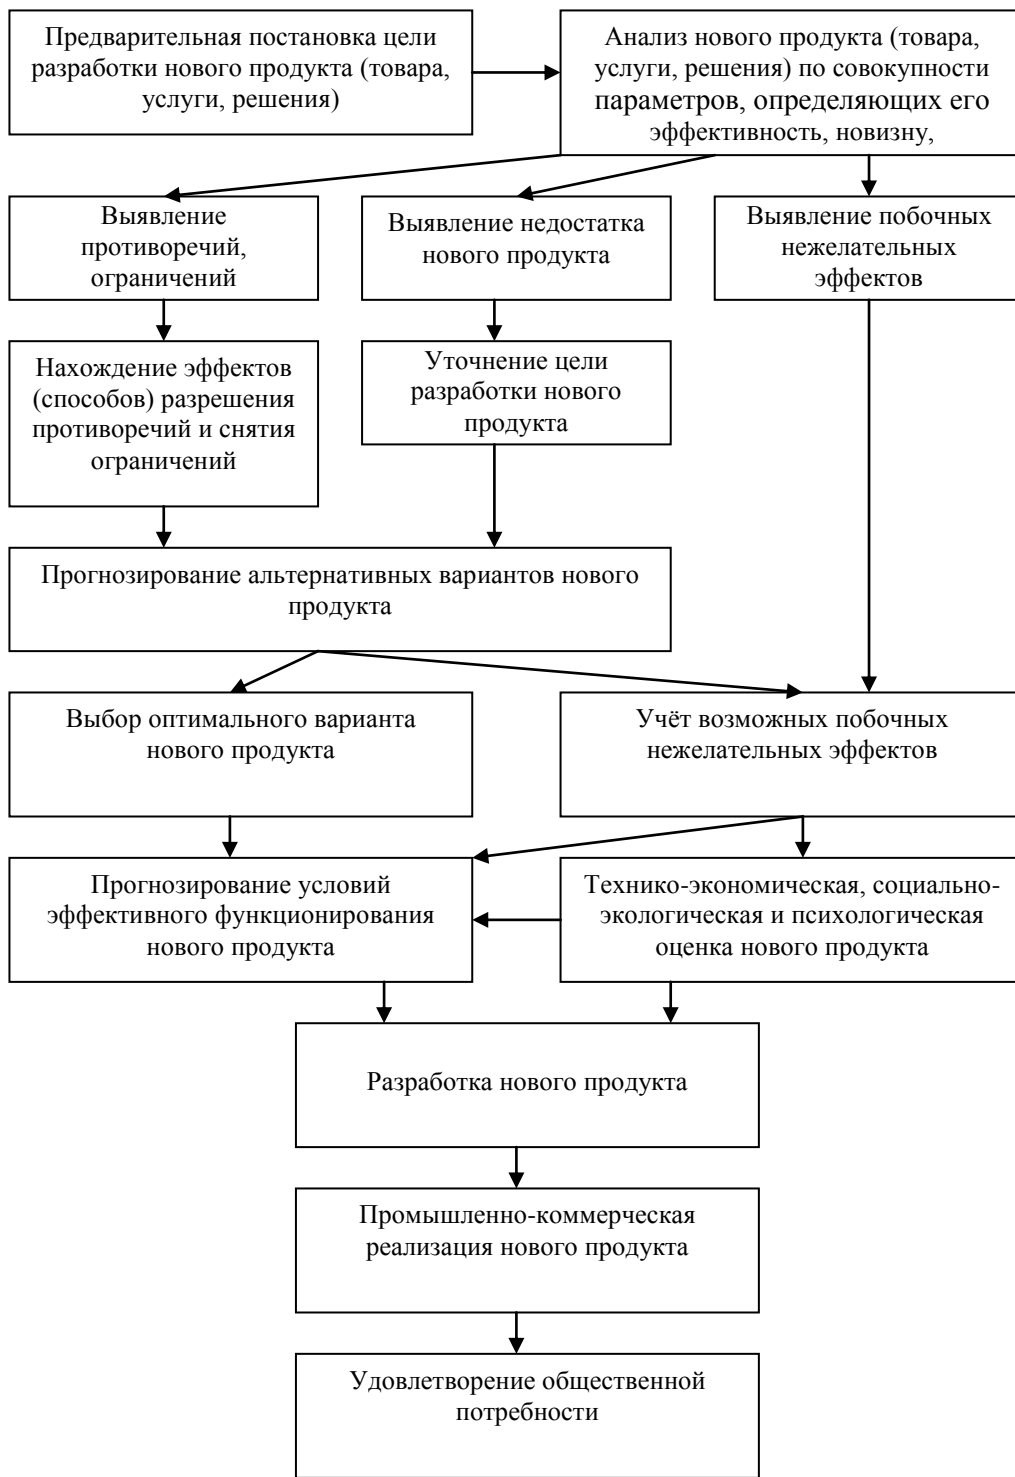 Предварительная постановка цели
разработки нового продукта (товара,
услуги, решения)
Анализ нового продукта (товара,
услуги, решения) по совокупности
параметров, определяющих его
эффективность, новизну,
Выявление
противоречий,
ограничений
Выявление недостатка
нового продукта
Выявление побочных
нежелательных
эффектов
Нахождение эффектов
(способов) разрешения
противоречий и снятия
ограничений
Уточнение цели
разработки нового
продукта
Прогнозирование альтернативных вариантов нового
продукта
Выбор оптимального варианта
нового продукта
Учёт возможных побочных
нежелательных эффектов
Прогнозирование условий
эффективного функционирования
нового продукта
Технико-экономическая, социально-
экологическая и психологическая
оценка нового продукта
Разработка нового продукта
Промышленно-коммерческая
реализация нового продукта
Удовлетворение общественной
потребности